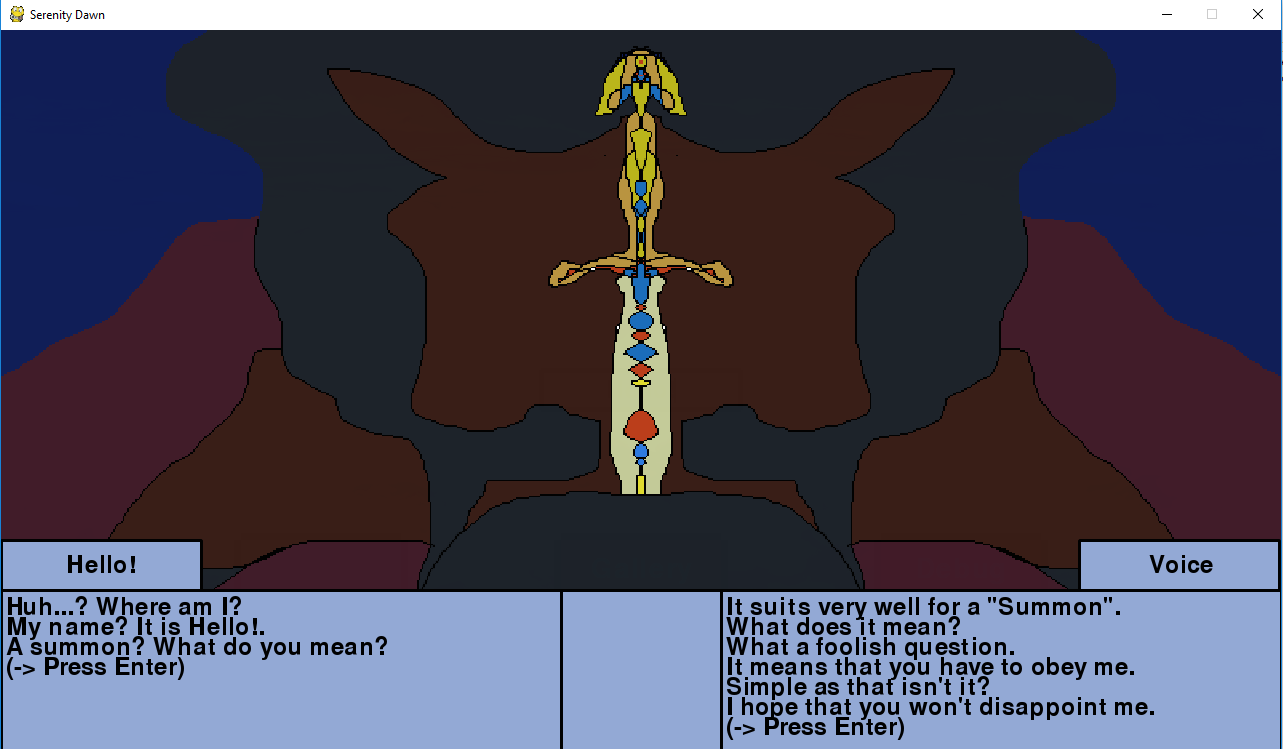 Serenity Dawn
Hello!
Huh...? Where am I?
My name? It is Hello!.
A summon? What do you mean?
(-> Press Enter)
Voice
It suits very well for a "Summon".
What does it mean?
What a foolish question.
It means that you have to obey me.
Simple as that isn't it?
I hope that you won't disappoint me.
(-> Press Enter)